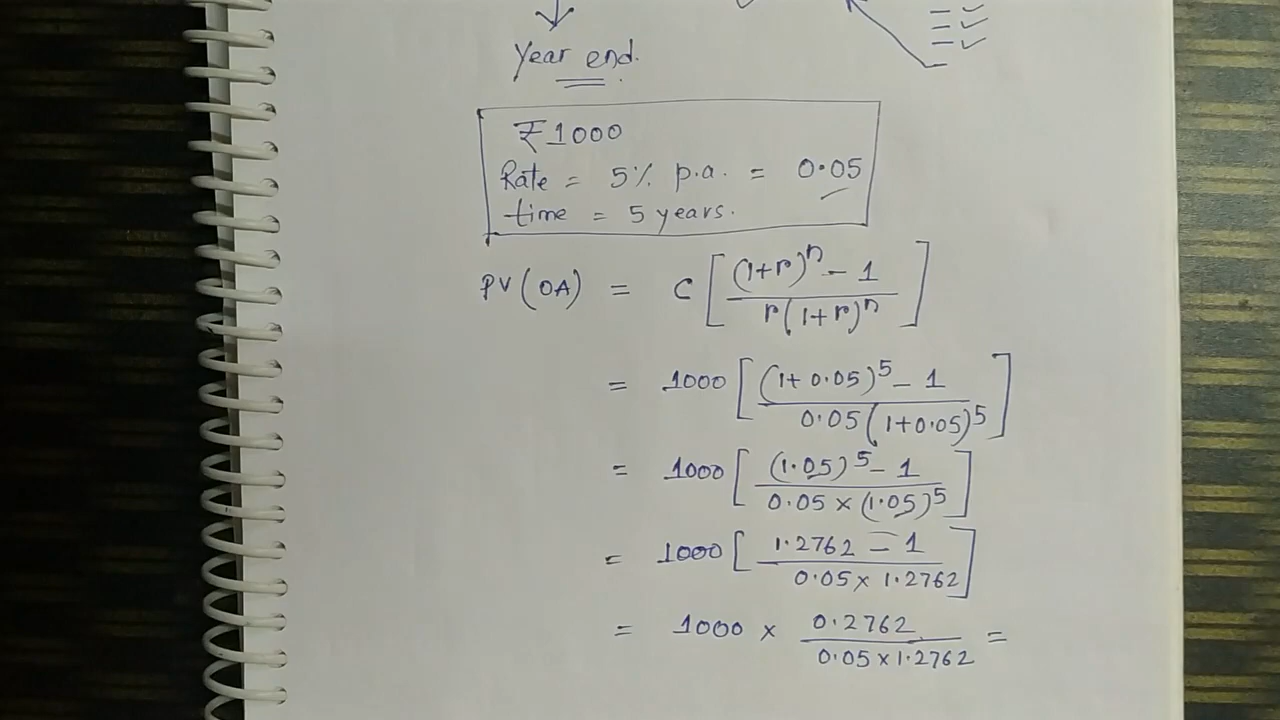 Year end.
₹1000
Rate = 5% p.a. = 0.05
time = 5 years.
PV(OA) = C[((1+r)^n - 1)/(r(1+r)^n)]
= 1000[((1+0.05)^5 - 1)/(0.05(1+0.05)^5)]
= 1000[((1.05)^5 - 1)/(0.05 × (1.05)^5)]
= 1000[(1.2762 - 1)/(0.05 × 1.2762)]
= 1000 × (0.2762)/(0.05 × 1.2762) =